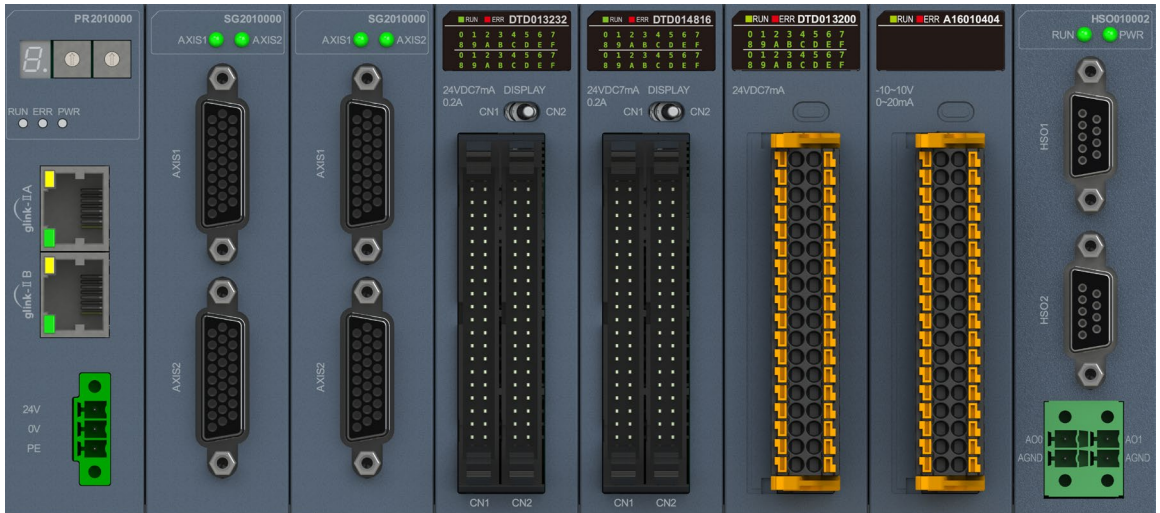 PR2010000
8.
RUN ERR PWR
glink-ⅡA
glink-ⅡB
24V
0V
PE
SG2010000
AXIS1 AXIS2
AXIS1
AXIS2
SG2010000
AXIS1 AXIS2
AXIS1
AXIS2
RUN ERR DTD013232
0 1 2 3 4 5 6 7
8 9 A B C D E F
0 1 2 3 4 5 6 7
8 9 A B C D E F
24VDC7mA DISPLAY
0.2A
CN1 CN2
CN1 CN2
RUN ERR DTD014816
0 1 2 3 4 5 6 7
8 9 A B C D E F
0 1 2 3 4 5 6 7
8 9 A B C D E F
24VDC7mA DISPLAY
0.2A
CN1 CN2
CN1 CN2
RUN ERR DTD013200
0 1 2 3 4 5 6 7
8 9 A B C D E F
0 1 2 3 4 5 6 7
8 9 A B C D E F
24VDC7mA
RUN ERR A16010404
-10~10V
0~20mA
HSO010002
RUN PWR
HSO1
HSO2
AO0 AO1
AGND AGND